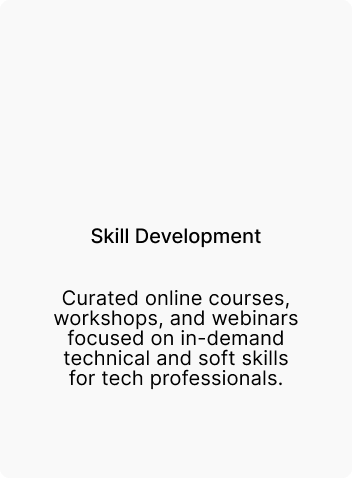 Skill Development
Curated online courses,
workshops, and webinars
focused on in-demand
technical and soft skills
for tech professionals.